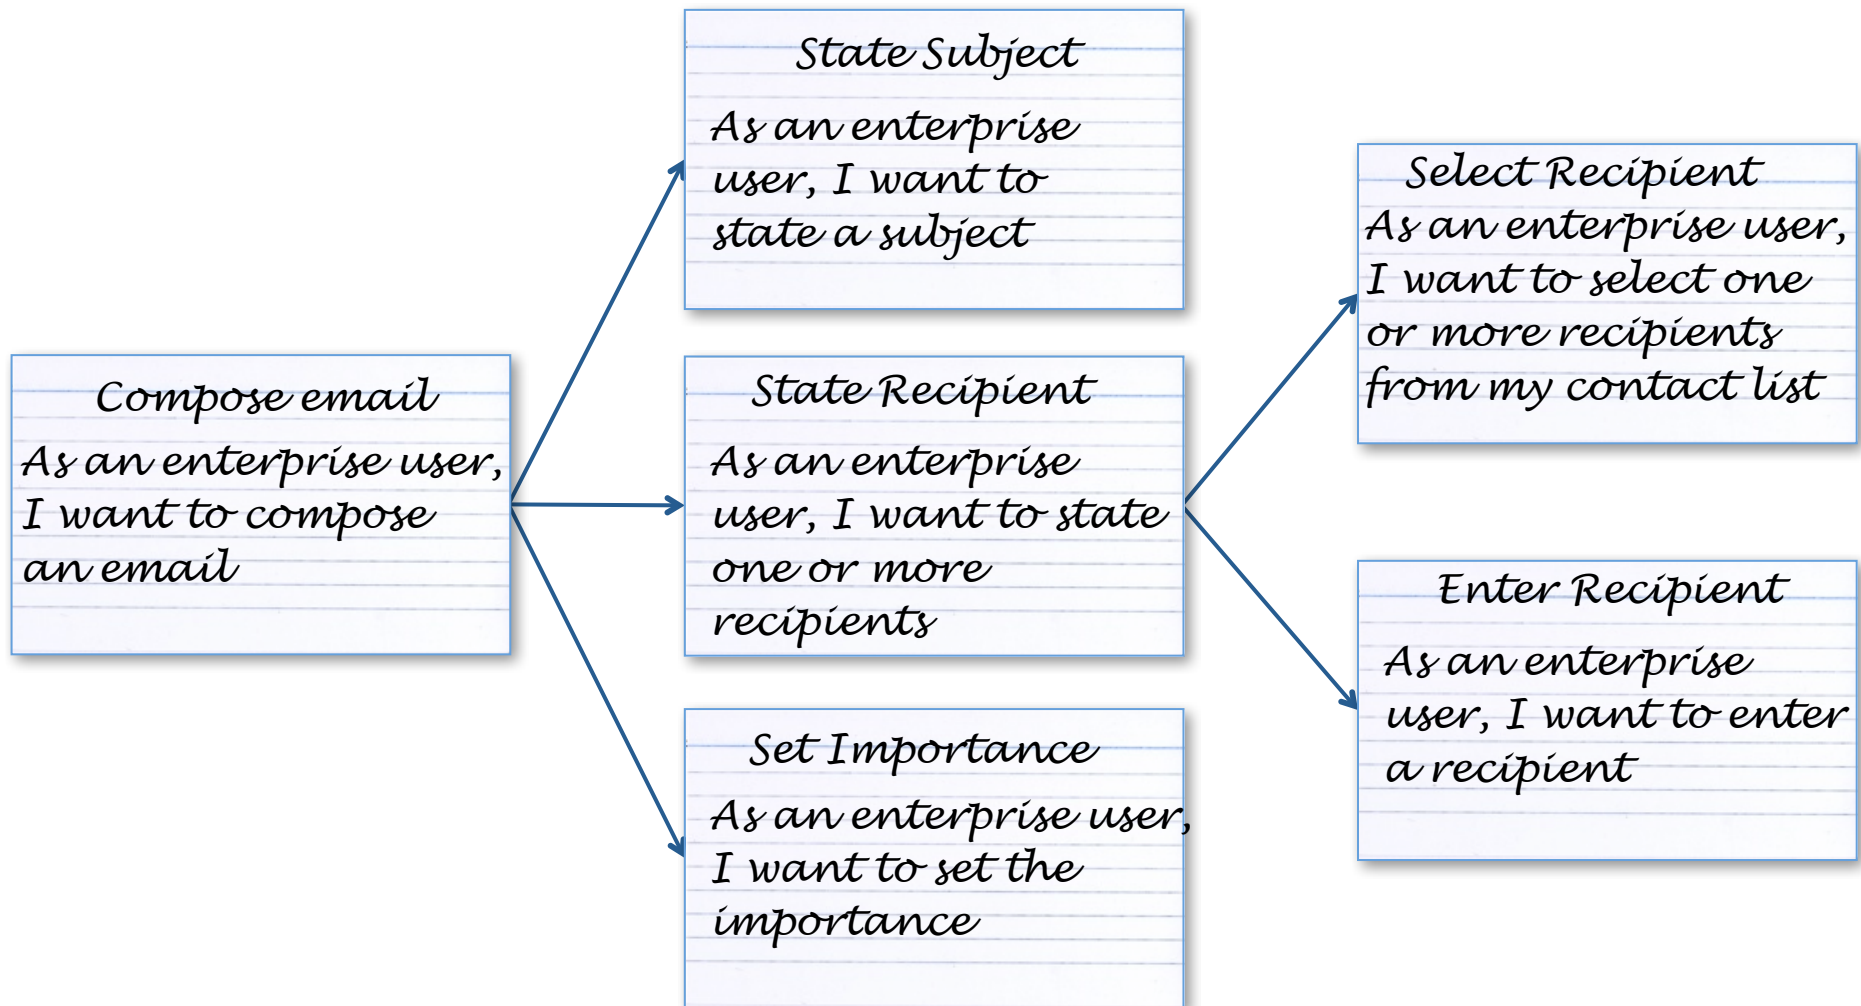 Compose email
As an enterprise user,
I want to compose
an email
State Subject
As an enterprise
user, I want to
state a subject
State Recipient
As an enterprise
user, I want to state
one or more
recipients
Set Importance
As an enterprise user,
I want to set the
importance
Select Recipient
As an enterprise user,
I want to select one
or more recipients
from my contact list
Enter Recipient
As an enterprise
user, I want to enter
a recipient